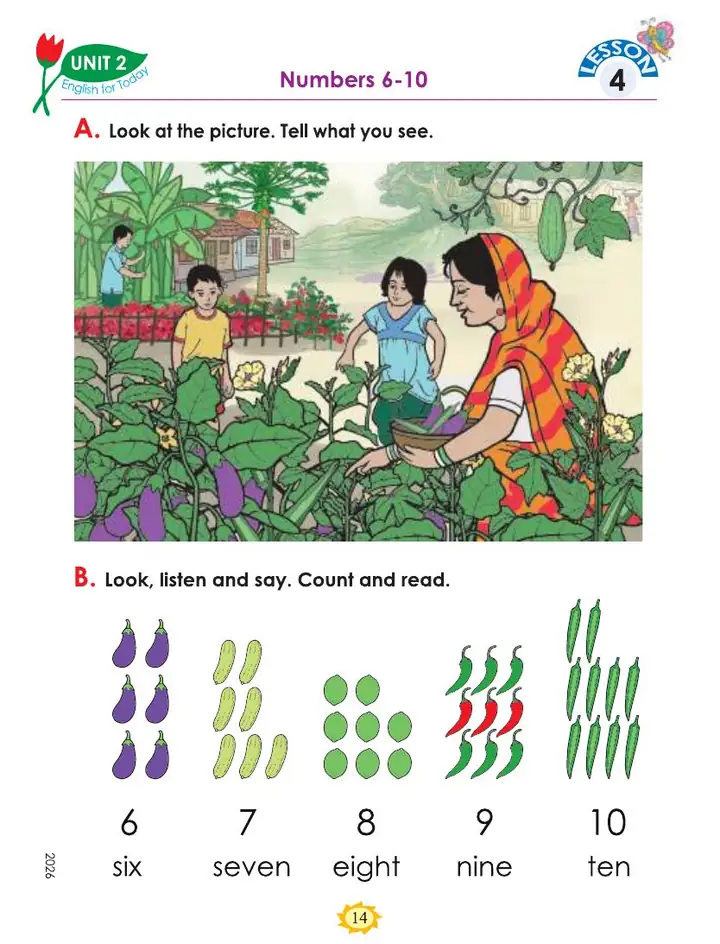 UNIT 2
English for Today
Numbers 6-10
LESSON
4
A. Look at the picture. Tell what you see.
B. Look, listen and say. Count and read.
6 7 8 9 10
six seven eight nine ten
2026
14